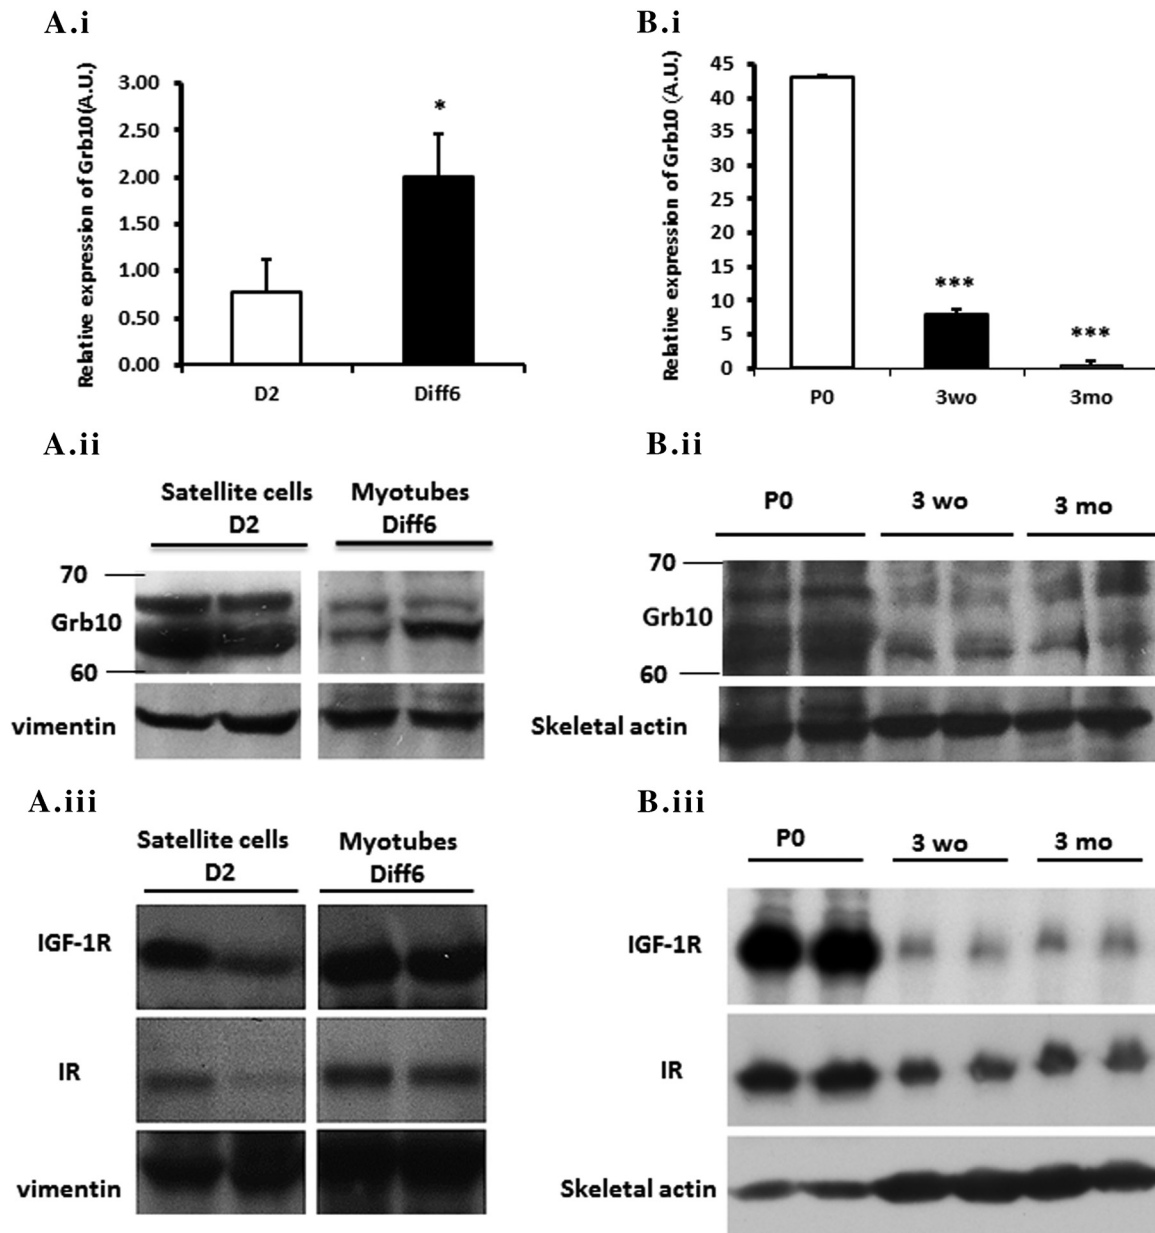 A.i
Relative expression of Grb10(A.U.)
3.00
2.50
2.00
1.50
1.00
0.50
0.00
*
D2
Diff6
B.i
Relative expression of Grb10 (A.U.)
45
40
35
30
25
20
15
10
5
0
***
***
P0
3wo
3mo
A.ii
Satellite cells
D2
Myotubes
Diff6
70
Grb10
60
vimentin
B.ii
P0
3 wo
3 mo
70
Grb10
60
Skeletal actin
A.iii
Satellite cells
D2
Myotubes
Diff6
IGF-1R
IR
vimentin
B.iii
P0
3 wo
3 mo
IGF-1R
IR
Skeletal actin